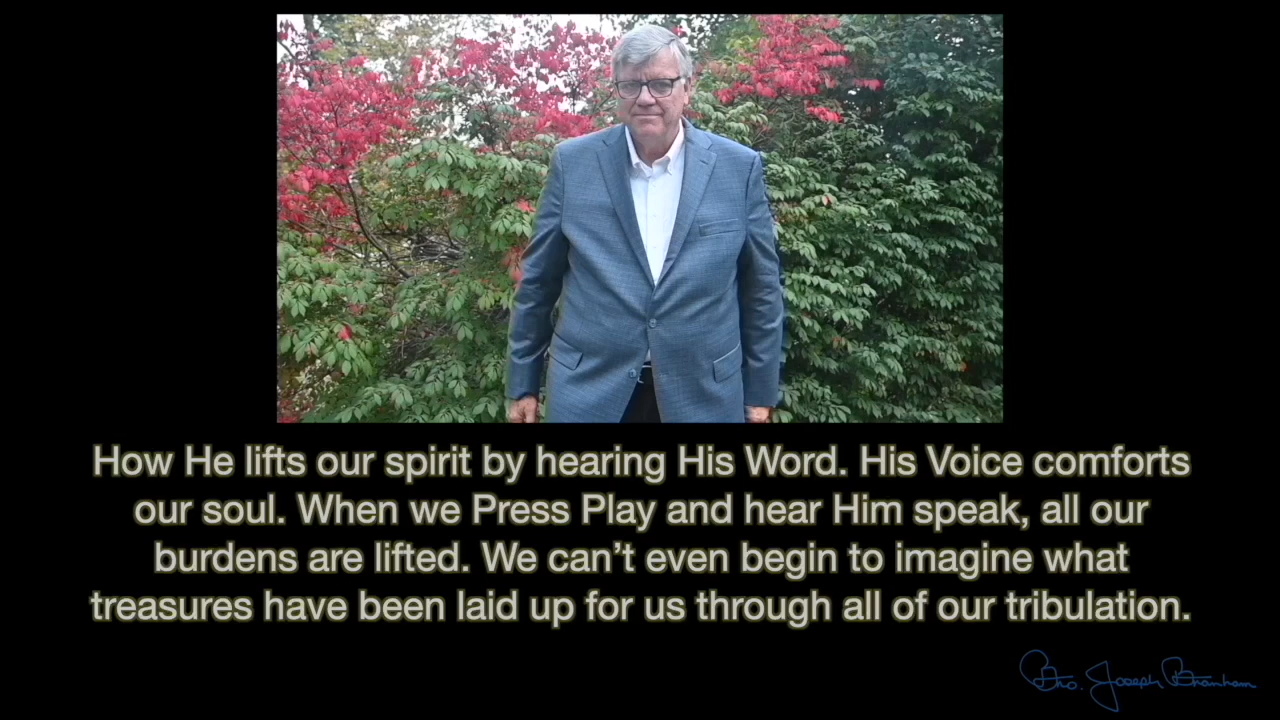 How He lifts our spirit by hearing His Word. His Voice comforts
our soul. When we Press Play and hear Him speak, all our
burdens are lifted. We can’t even begin to imagine what
treasures have been laid up for us through all of our tribulation.
Bro. Joseph Branham